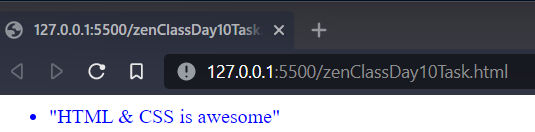 127.0.0.1:5500/zenClassDay10Task
127.0.0.1:5500/zenClassDay10Task.html
• "HTML & CSS is awesome"